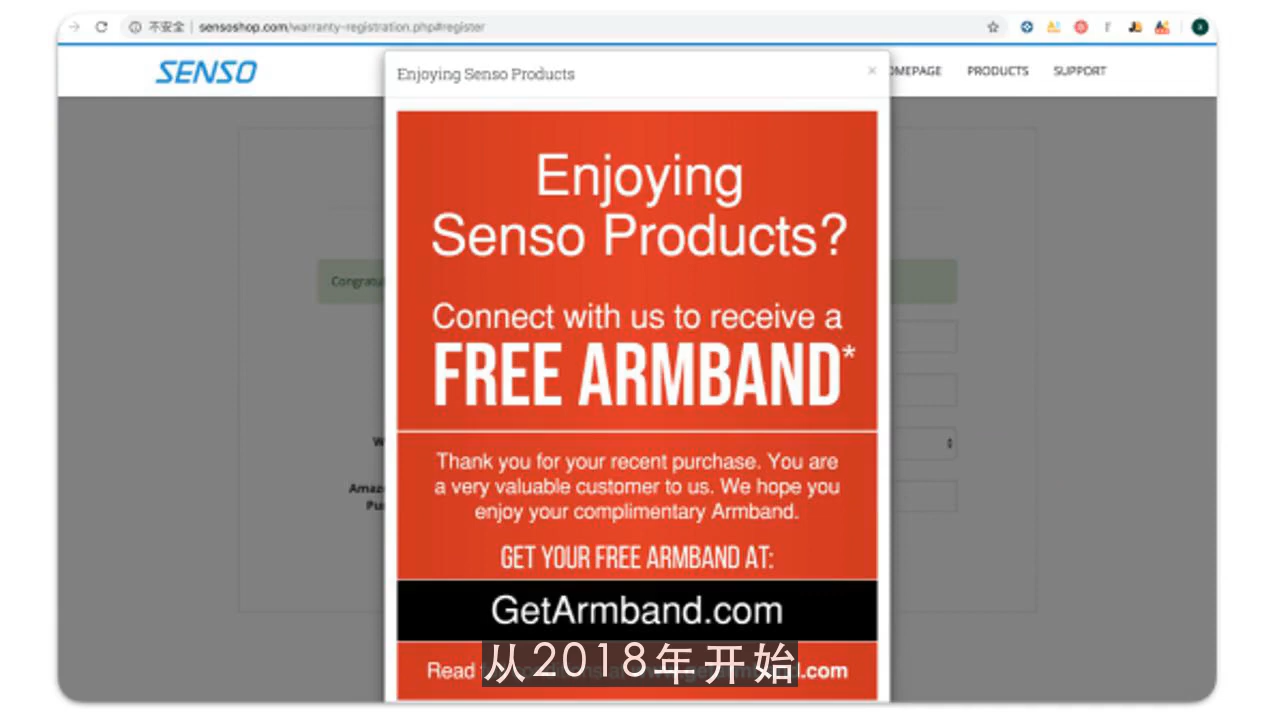 不安全 | sensoshop.com/warranty-registration.php#register
SENSO
Enjoying Senso Products
×
OMEPAGE PRODUCTS SUPPORT
Enjoying
Senso Products?
Connect with us to receive a
FREE ARMBAND*
Thank you for your recent purchase. You are
a very valuable customer to us. We hope you
enjoy your complimentary Armband.
GET YOUR FREE ARMBAND AT:
GetArmband.com
Read
.com
从2018年开始
Congratu
W
Amaz
Pu